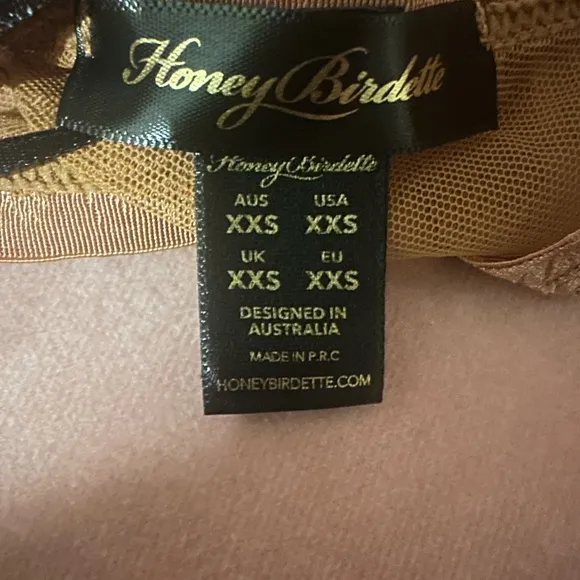 Honey Birdette
Honey Birdette
AUS USA
XXS XXS
UK EU
XXS XXS
DESIGNED IN
AUSTRALIA
MADE IN P.R.C
HONEYBIRDETTE.COM